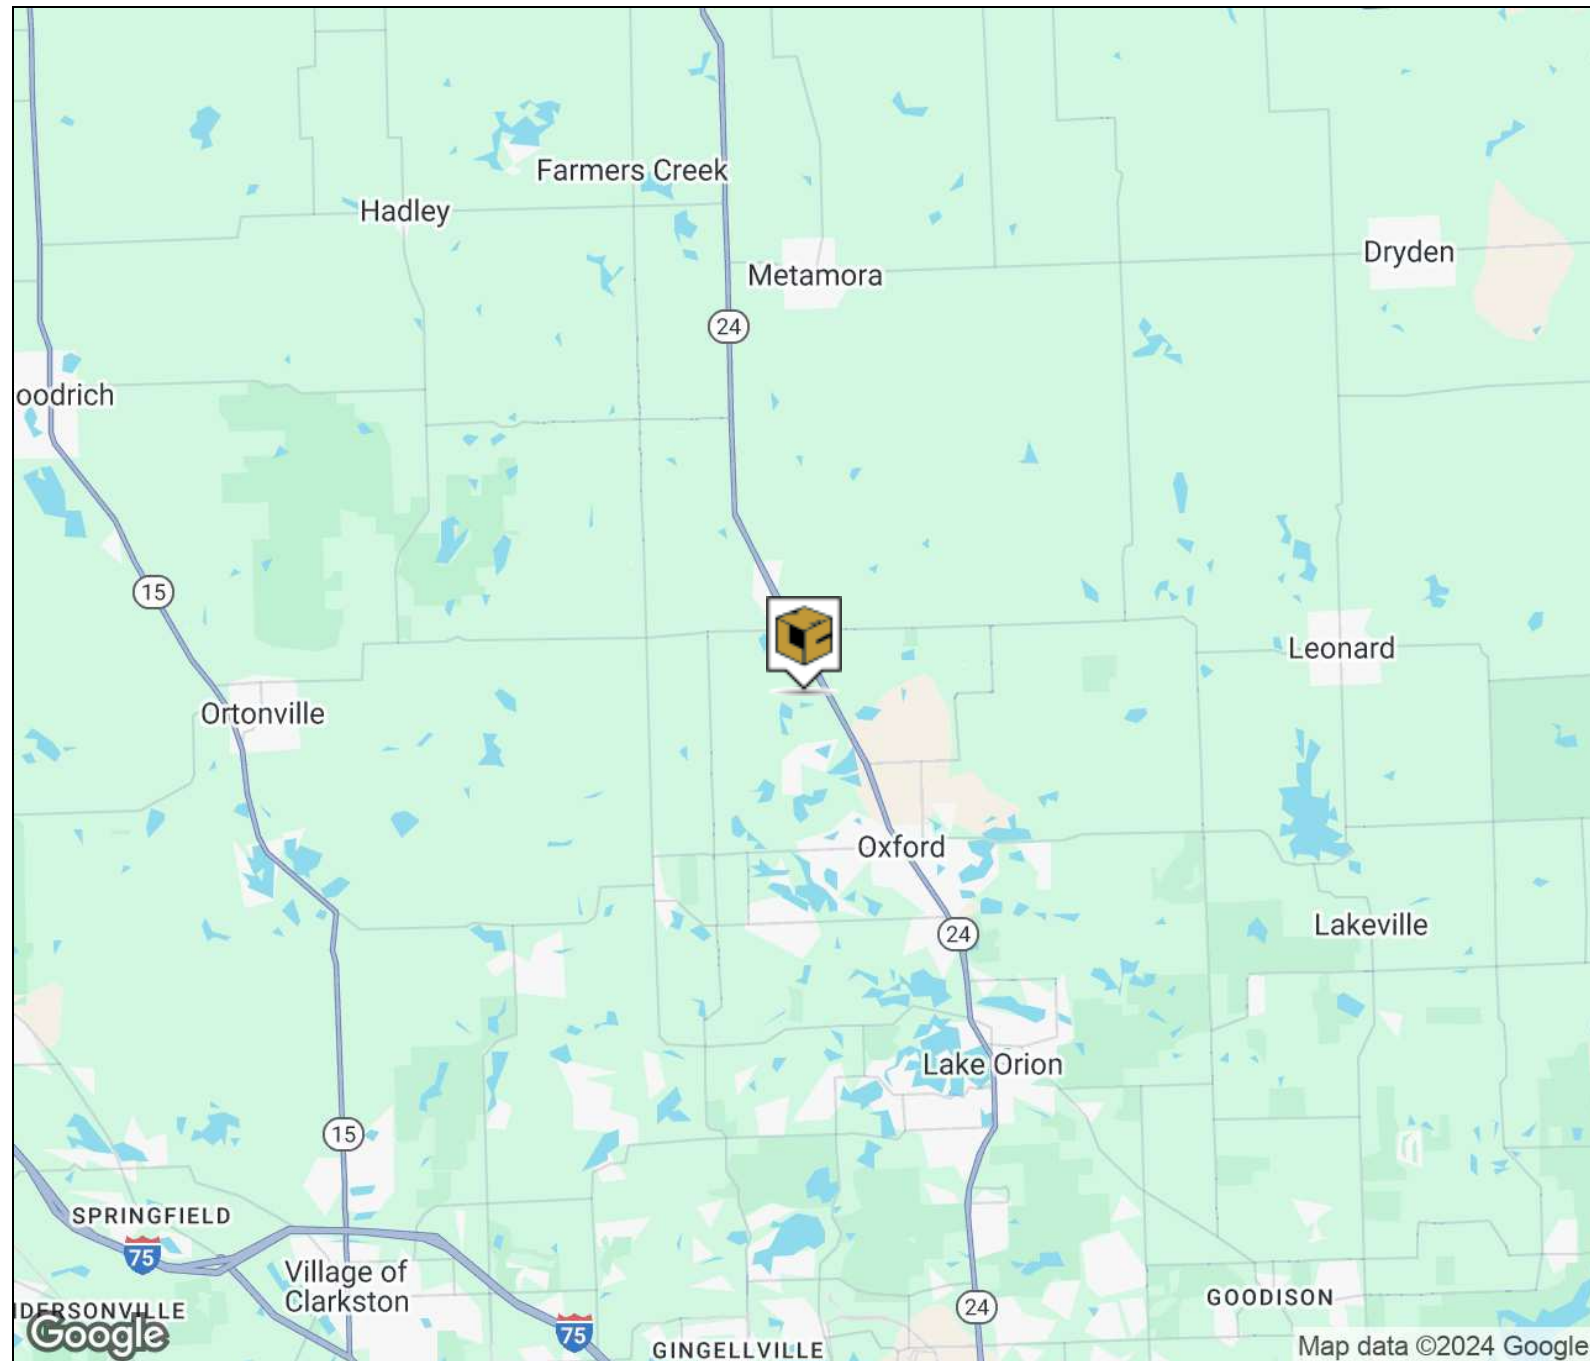 Farmers Creek
Hadley
Dryden
Metamora
24
oodrich
15
Leonard
Ortonville
Oxford
Lakeville
24
Lake Orion
15
SPRINGFIELD
75
Village of
Clarkston
GOODISON
24
DERSONVILLE
75
Google
GINGELLVILLE
Map data ©2024 Google